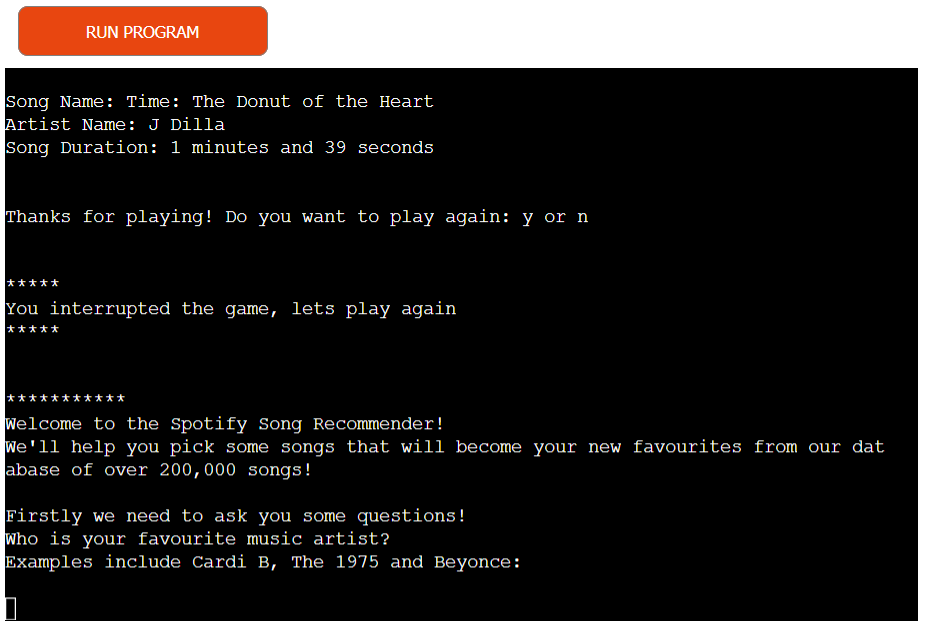 RUN PROGRAM
Song Name: Time: The Donut of the Heart
Artist Name: J Dilla
Song Duration: 1 minutes and 39 seconds
Thanks for playing! Do you want to play again: y or n
*****
You interrupted the game, lets play again
*****
***********
Welcome to the Spotify Song Recommender!
We'll help you pick some songs that will become your new favourites from our dat
abase of over 200,000 songs!
Firstly we need to ask you some questions!
Who is your favourite music artist?
Examples include Cardi B, The 1975 and Beyonce: